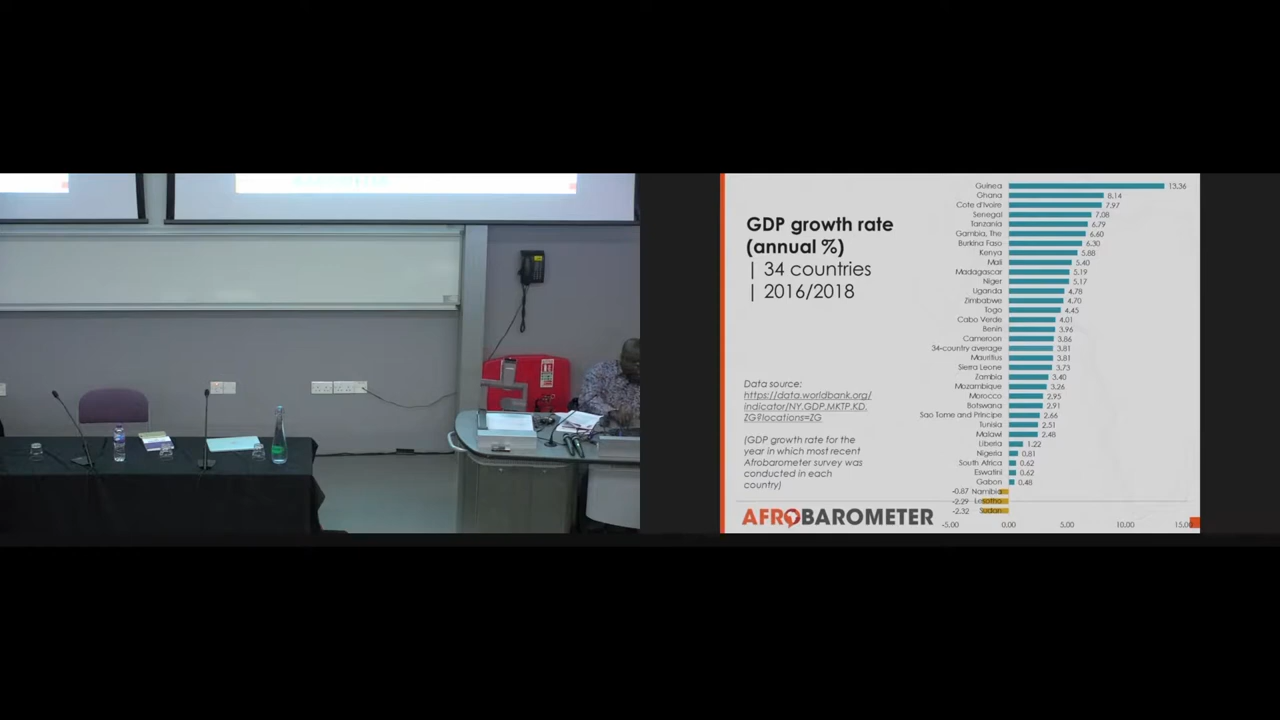 GDP growth rate
(annual %)
| 34 countries
| 2016/2018
Data source:
https://data.worldbank.org/
indicator/NY.GDP.MKTP.KD.
ZG?locations=ZG
(GDP growth rate for the
year in which most recent
Afrobarometer survey was
conducted in each
country)
AFROBAROMETER
Guinea 13.36
Ghana 8.14
Cote d'Ivoire 7.97
Senegal 7.08
Tanzania 6.79
Gambia, The 6.60
Burkina Faso 6.30
Kenya 5.88
Mali 5.40
Madagascar 5.19
Niger 5.17
Uganda 4.78
Zimbabwe 4.70
Togo 4.45
Cabo Verde 4.01
Benin 3.96
Cameroon 3.86
34-country average 3.81
Mauritius 3.81
Sierra Leone 3.73
Zambia 3.40
Mozambique 3.26
Morocco 2.95
Botswana 2.91
Sao Tome and Principe 2.66
Tunisia 2.51
Malawi 2.48
Liberia 1.22
Nigeria 0.81
South Africa 0.62
Eswatini 0.62
Gabon 0.48
-0.87 Namibia
-2.29 Lesotho
-2.32 Sudan
-5.00 0.00 5.00 10.00 15.00